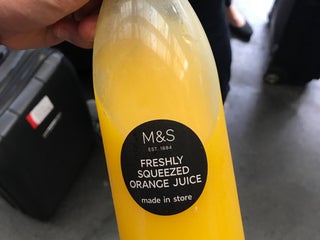 M&S
EST. 1884
FRESHLY
SQUEEZED
ORANGE JUICE
made in store